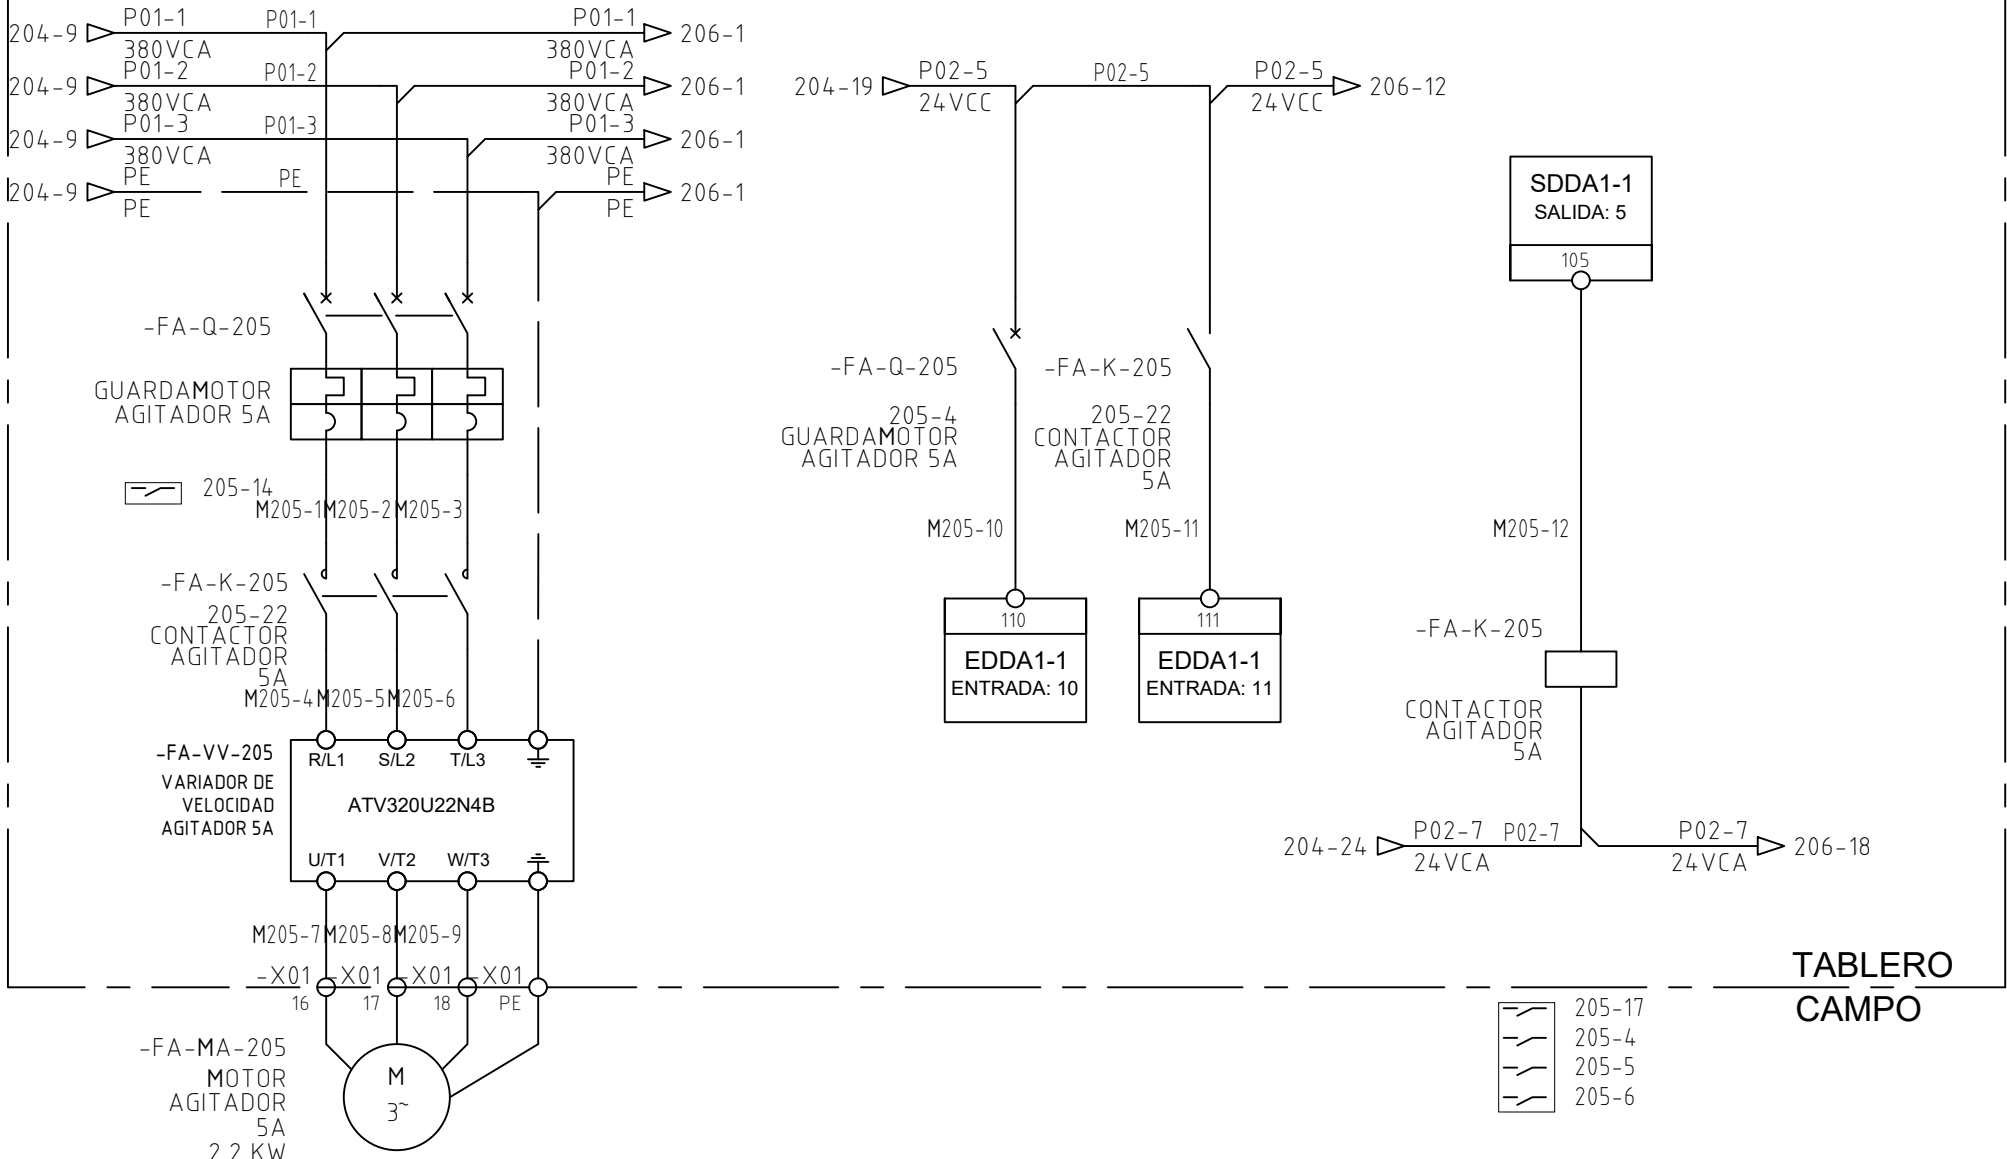 204-9 P01-1 P01-1 P01-1 206-1
380VCA 380VCA
204-9 P01-2 P01-2 P01-2 206-1
380VCA 380VCA
204-9 P01-3 P01-3 P01-3 206-1
380VCA 380VCA
204-9 PE PE PE 206-1
PE PE
-FA-Q-205
GUARDAMOTOR
AGITADOR 5A
205-14
M205-1 M205-2 M205-3
-FA-K-205
205-22
CONTACTOR
AGITADOR
5A
M205-4 M205-5 M205-6
-FA-VV-205
VARIADOR DE
VELOCIDAD
AGITADOR 5A
R/L1 S/L2 T/L3
ATV320U22N4B
U/T1 V/T2 W/T3
M205-7 M205-8 M205-9
-X01 -X01 -X01 -X01
16 17 18 PE
-FA-MA-205
MOTOR
AGITADOR
5A
2.2 KW
M
3~
204-19 P02-5 P02-5 P02-5 206-12
24VCC 24VCC
-FA-Q-205
205-4
GUARDAMOTOR
AGITADOR 5A
M205-10
110
EDDA1-1
ENTRADA: 10
-FA-K-205
205-22
CONTACTOR
AGITADOR
5A
M205-11
111
EDDA1-1
ENTRADA: 11
SDDA1-1
SALIDA: 5
105
M205-12
-FA-K-205
CONTACTOR
AGITADOR
5A
204-24 P02-7 P02-7 P02-7 206-18
24VCA 24VCA
TABLERO
CAMPO
205-17
205-4
205-5
205-6